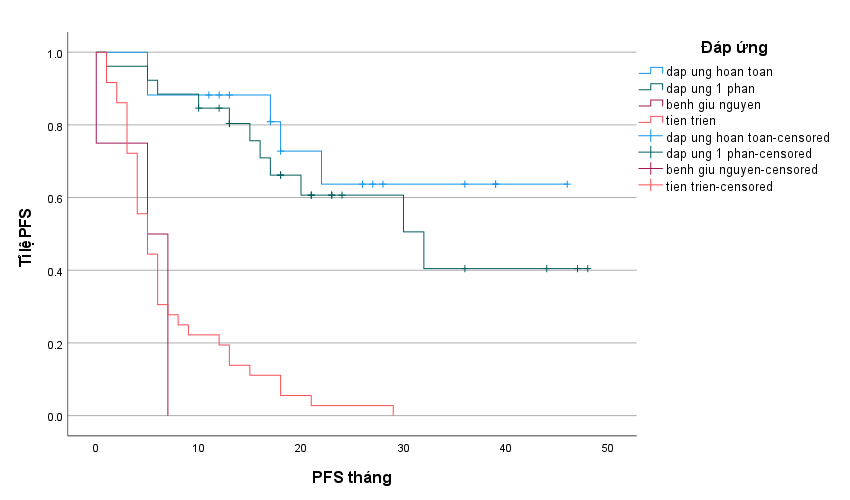 Đáp ứng
dap ung hoan toan
dap ung 1 phan
benh giu nguyen
tien trien
dap ung hoan toan-censored
dap ung 1 phan-censored
benh giu nguyen-censored
tien trien-censored
Tỉ lệ PFS
1.0
0.8
0.6
0.4
0.2
0.0
0 10 20 30 40 50
PFS tháng